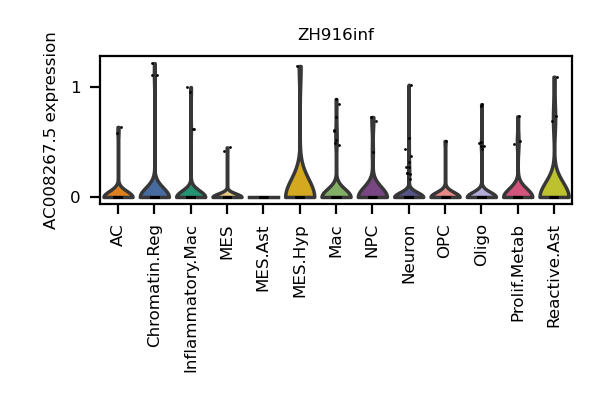 ZH916inf
AC008267.5 expression
1
0
AC
Chromatin.Reg
Inflammatory.Mac
MES
MES.Ast
MES.Hyp
Mac
NPC
Neuron
OPC
Oligo
Prolif.Metab
Reactive.Ast